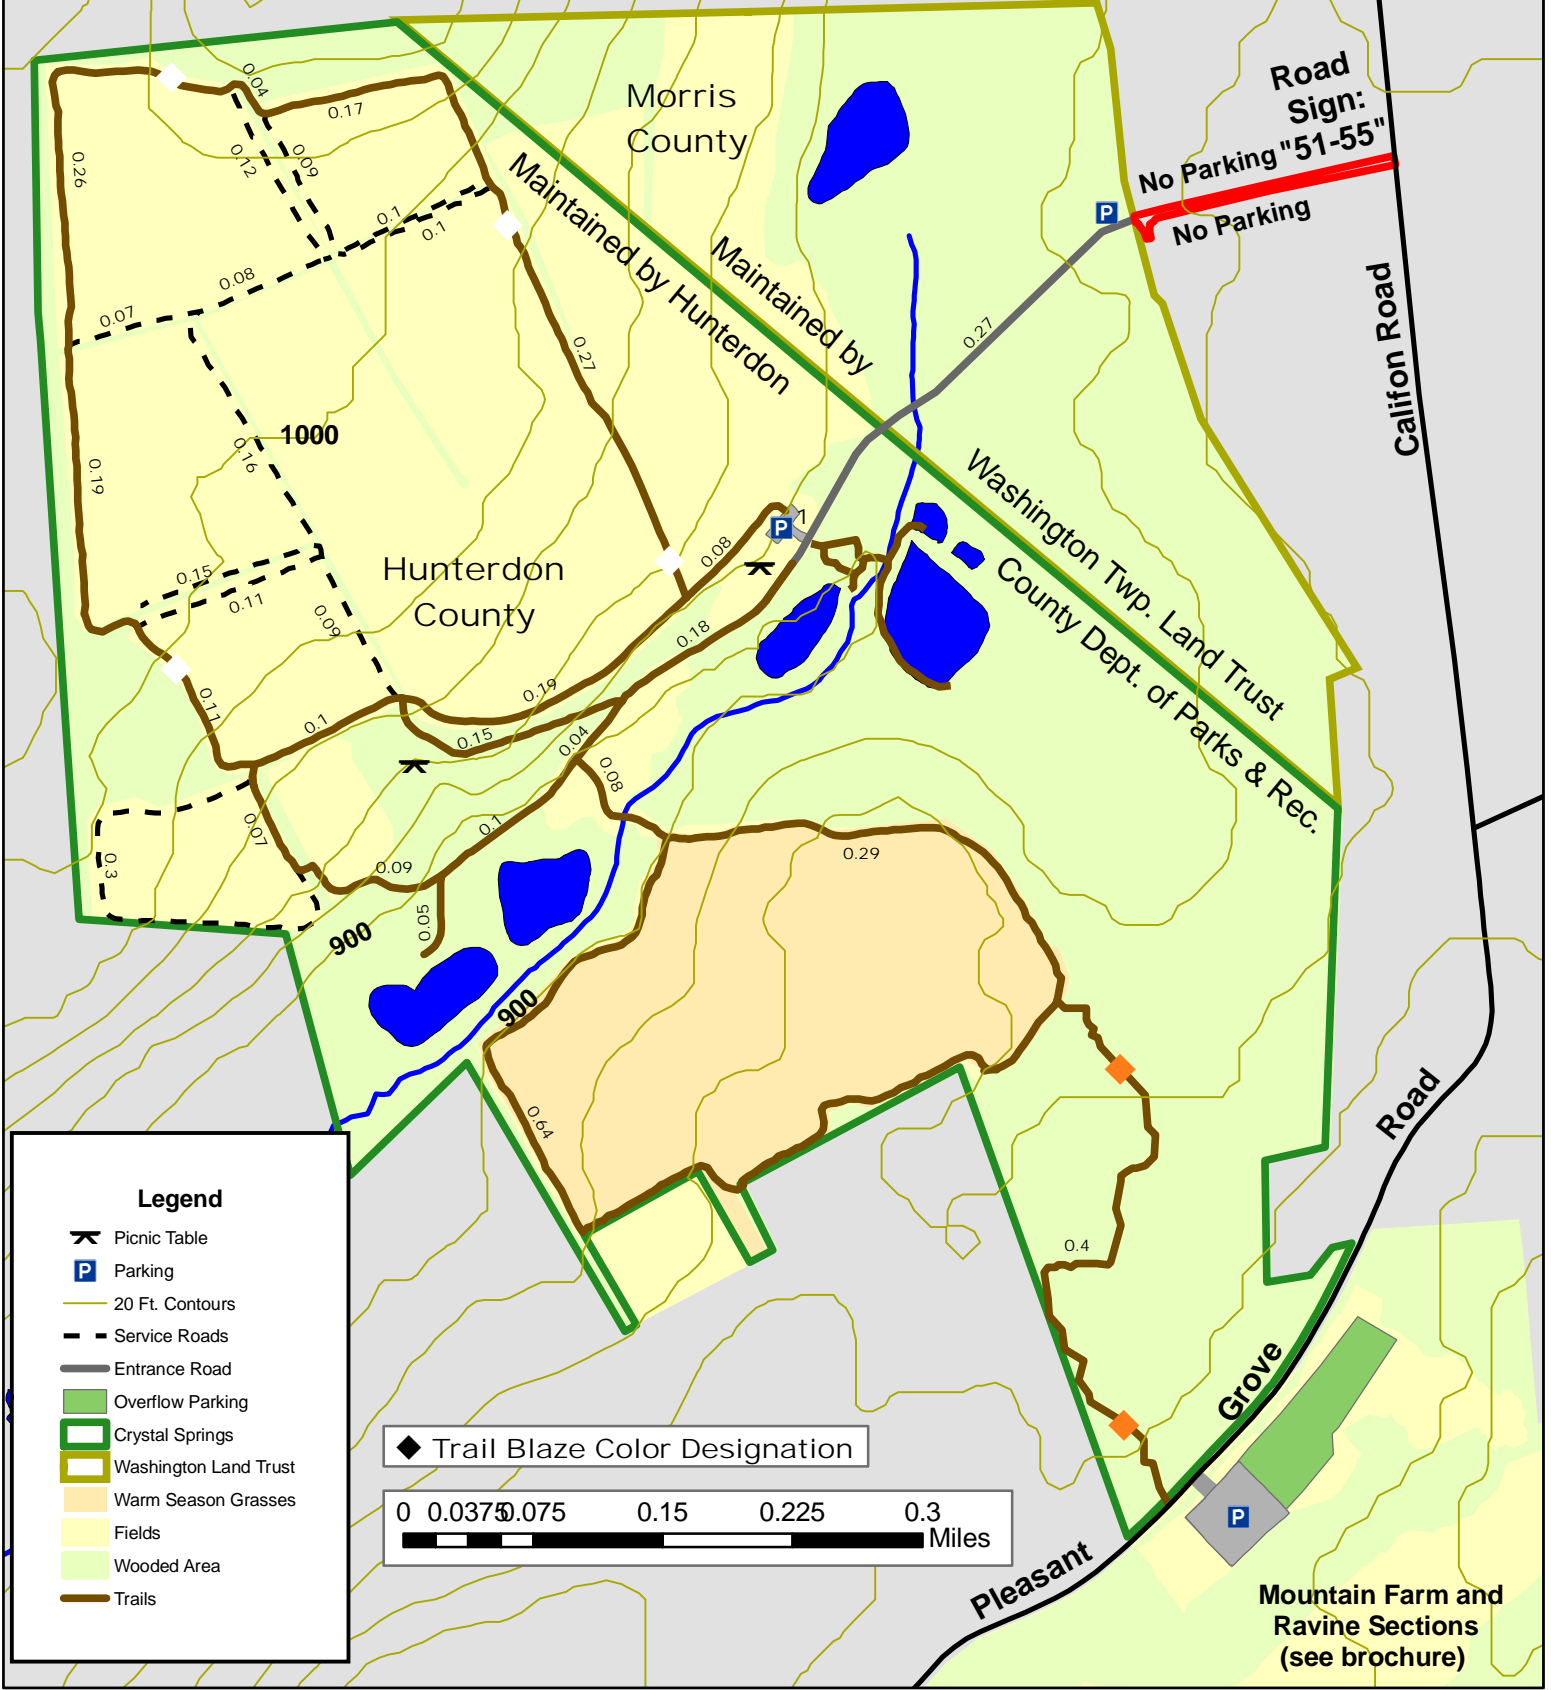 Morris
County
Road
Sign:
"51-55"
No Parking
No Parking
Califon Road
Maintained by Hunterdon
County Dept. of Parks & Rec.
Maintained by
Washington Twp. Land Trust
Hunterdon
County
0.04
0.17
0.26
0.12
0.09
0.1
0.1
0.08
0.07
0.27
0.27
1000
0.16
0.19
0.15
0.11
0.09
0.08
1
P
P
0.18
0.19
0.15
0.11
0.1
0.04
0.08
0.07
0.1
0.09
0.3
0.05
0.29
900
900
0.64
0.4
Road
Grove
Pleasant
P
Mountain Farm and
Ravine Sections
(see brochure)
Legend
Picnic Table
P Parking
20 Ft. Contours
Service Roads
Entrance Road
Overflow Parking
Crystal Springs
Washington Land Trust
Warm Season Grasses
Fields
Wooded Area
Trails
Trail Blaze Color Designation
0 0.0375 0.075 0.15 0.225 0.3
Miles